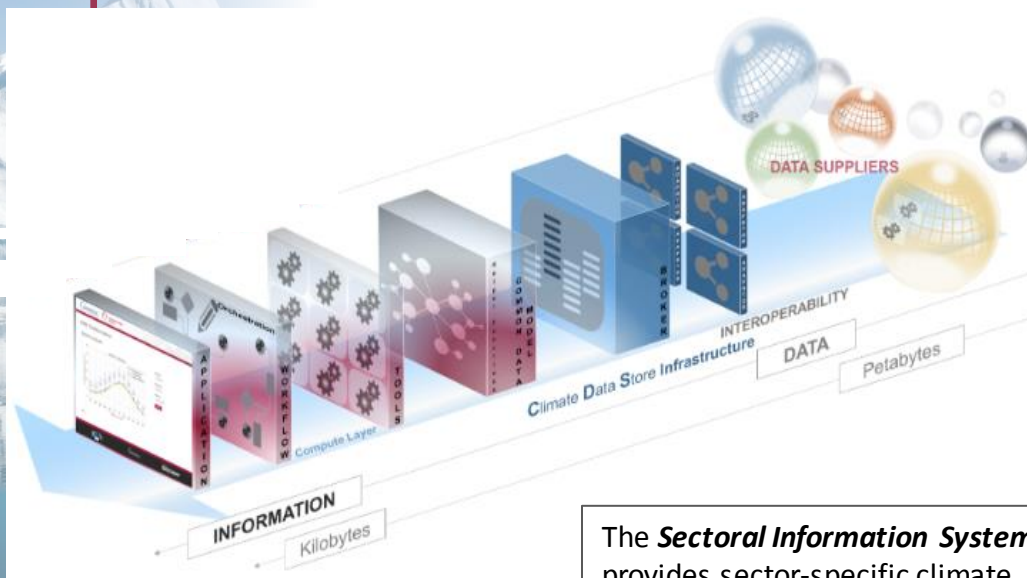 DATA SUPPLIERS
BROKER
COMMON DATA
MODEL
TOOLS
Orchestration
WORKFLOW
APPLICATION
INTEROPERABILITY
Climate Data Store Infrastructure
Compute Layer
DATA
Petabytes
INFORMATION
Kilobytes
The Sectoral Information System
provides sector-specific climate